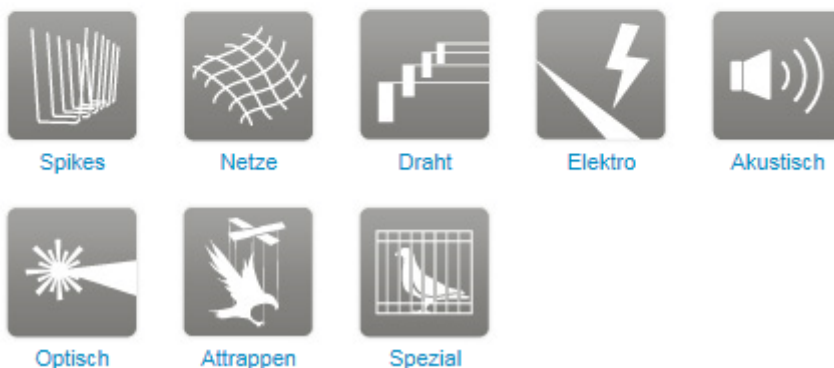 Spikes Netze Draht Elektro Akustisch
Optisch Attrappen Spezial